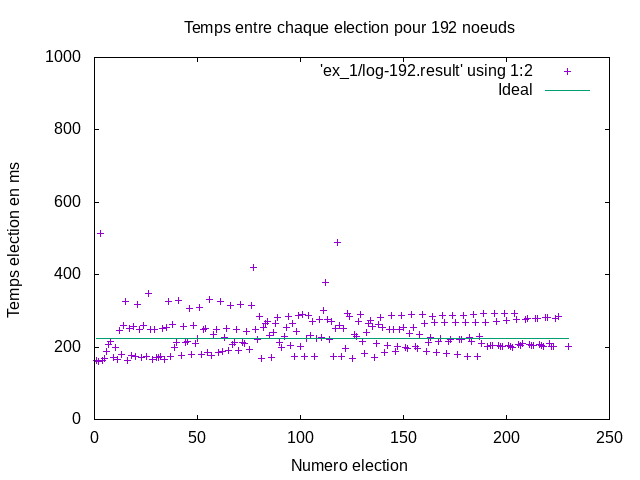 Temps entre chaque election pour 192 noeuds
'ex_1/log-192.result' using 1:2
Ideal
Temps election en ms
1000
800
600
400
200
0
0 50 100 150 200 250
Numero election